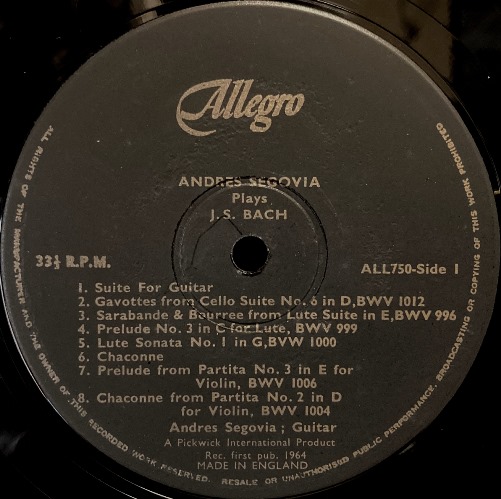 Allegro
ANDRES SEGOVIA
Plays
J.S. BACH
33⅓ R.P.M.
ALL750-Side 1
1. Suite For Guitar
2. Gavottes from Cello Suite No. 6 in D,BWV 1012
3. Sarabande & Bourree from Lute Suite in E,BWV 996
4. Prelude No. 3 in C for Lute, BWV 999
5. Lute Sonata No. 1 in G,BVW 1000
6. Chaconne
7. Prelude from Partita No. 3 in E for
Violin, BWV 1006
8. Chaconne from Partita No. 2 in D
for Violin, BWV 1004
Andres Segovia ; Guitar
A Pickwick International Product
Rec. first pub. 1964
MADE IN ENGLAND
ALL RIGHTS OF THE MANUFACTURER AND THE OWNER OF THIS RECORDED WORK RESERVED. RESALE OR UNAUTHORISED PUBLIC PERFORMANCE, BROADCASTING OR COPYING OF THIS WORK PROHIBITED